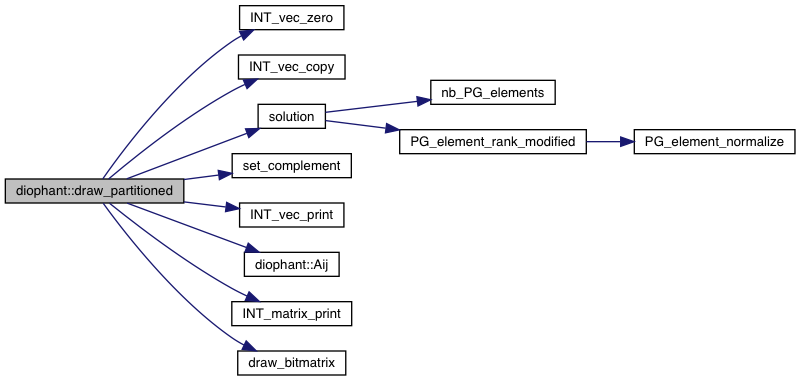 INT_vec_zero
INT_vec_copy
nb_PG_elements
solution
PG_element_rank_modified
PG_element_normalize
set_complement
diophant::draw_partitioned
INT_vec_print
diophant::Aij
INT_matrix_print
draw_bitmatrix